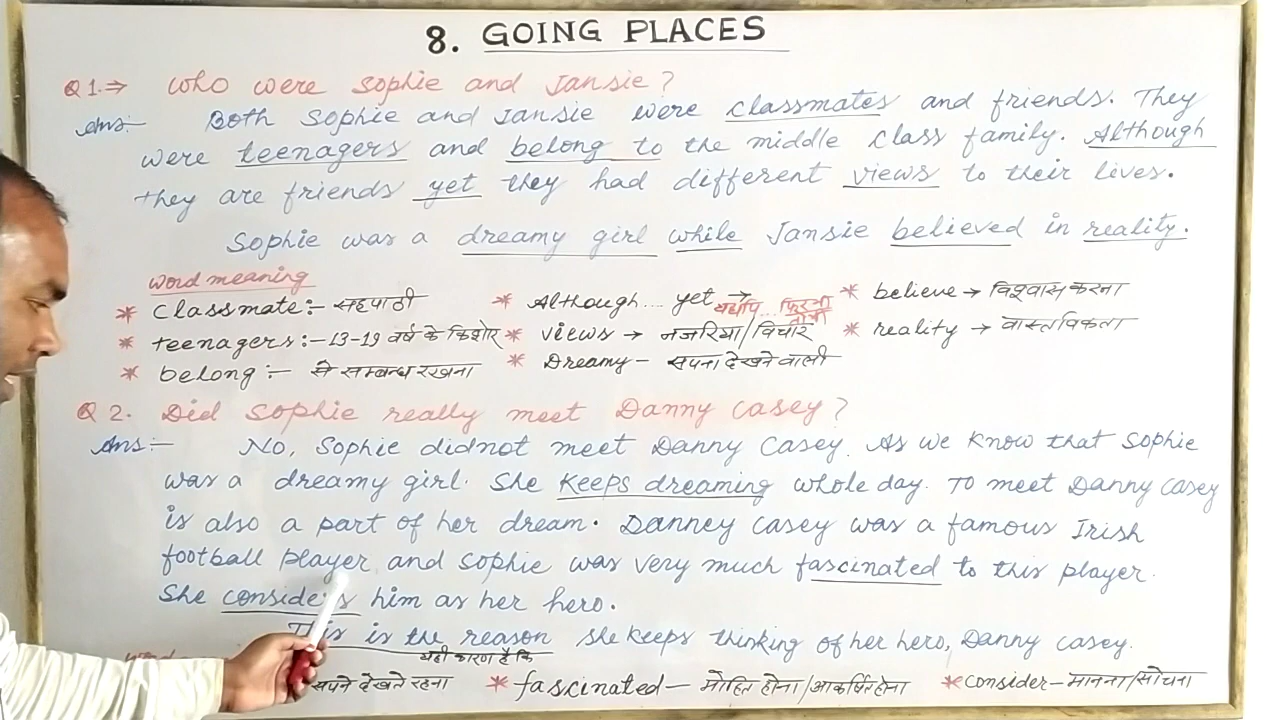 8. GOING PLACES
Q 1.⇒ Who were Sophie and Jansie?
Ans:- Both Sophie and Jansie were classmates and friends. They
were teenagers and belong to the middle class family. Although
they are friends yet they had different views to their lives.
Sophie was a dreamy girl while Jansie believed in reality.
word meaning
* Classmate:- सहपाठी * Although... yet → यद्यपि ... फिरभी तोभी * believe → विश्वास करना
* teenagers:- 13-19 वर्ष के किशोर * views → नजरिया/विचार * reality → वास्तविकता
* belong:- से सम्बन्ध रखना * Dreamy - सपना देखने वाली
Q 2. Did Sophie really meet Danny Casey?
Ans:- No, Sophie didnot meet Danny Casey. As we know that Sophie
was a dreamy girl. She keeps dreaming whole day. To meet Danny Casey
is also a part of her dream. Danney Casey was a famous Irish
football player and Sophie was very much fascinated to this player.
She considers him as her hero.
This is the reason she keeps thinking of her hero, Danny Casey.
यही कारण है कि
सपने देखते रहना * fascinated - मोहित होना/आकर्षित होना * consider - मानना/सोचना